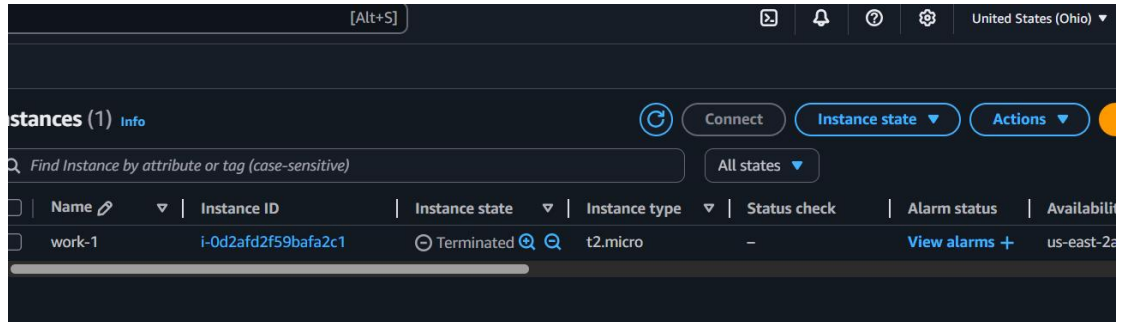 [Alt+S] United States (Ohio)
stances (1) Info Connect Instance state Actions
Find Instance by attribute or tag (case-sensitive) All states
Name Instance ID Instance state Instance type Status check Alarm status Availabilit
work-1 i-0d2afd2f59bafa2c1 Terminated t2.micro – View alarms + us-east-2a